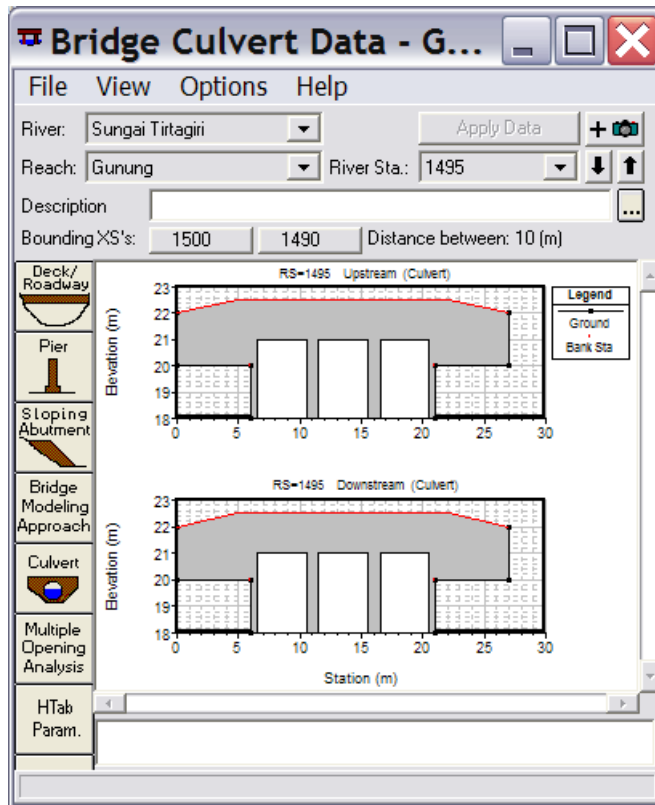 Bridge Culvert Data - G...
File View Options Help
River: Sungai Tirtagiri Apply Data +
Reach: Gunung River Sta.: 1495
Description ...
Bounding XS's: 1500 1490 Distance between: 10 (m)
Deck/
Roadway
Pier
Sloping
Abutment
Bridge
Modeling
Approach
Culvert
Multiple
Opening
Analysis
HTab
Param.
RS=1495 Upstream (Culvert)
Elevation (m)
23
22
21
20
19
18
0 5 10 15 20 25 30
Legend
Ground
Bank Sta
RS=1495 Downstream (Culvert)
Elevation (m)
23
22
21
20
19
18
0 5 10 15 20 25 30
Station (m)